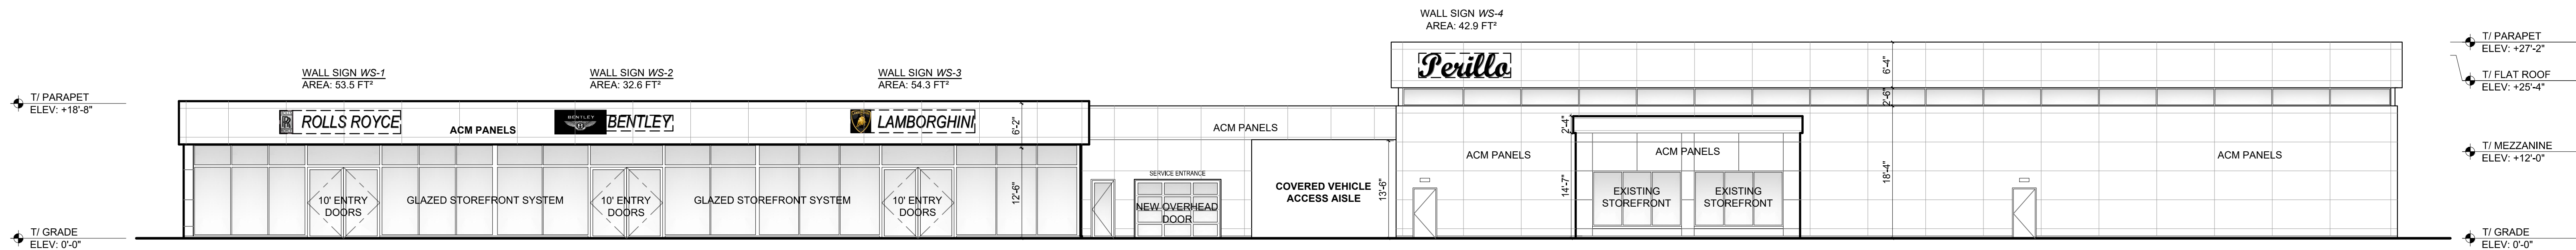 WALL SIGN WS-4
AREA: 42.9 FT²
T/ PARAPET
ELEV: +27'-2"
T/ FLAT ROOF
ELEV: +25'-4"
T/ MEZZANINE
ELEV: +12'-0"
T/ GRADE
ELEV: 0'-0"
T/ PARAPET
ELEV: +18'-8"
T/ GRADE
ELEV: 0'-0"
WALL SIGN WS-1
AREA: 53.5 FT²
WALL SIGN WS-2
AREA: 32.6 FT²
WALL SIGN WS-3
AREA: 54.3 FT²
ROLLS ROYCE
ACM PANELS
BENTLEY
BENTLEY
LAMBORGHINI
6'-2"
12'-6"
10' ENTRY
DOORS
GLAZED STOREFRONT SYSTEM
10' ENTRY
DOORS
GLAZED STOREFRONT SYSTEM
10' ENTRY
DOORS
ACM PANELS
SERVICE ENTRANCE
NEW OVERHEAD
DOOR
COVERED VEHICLE
ACCESS AISLE
13'-6"
Perillo
6'-4"
2'-6"
18'-4"
ACM PANELS
2'-4"
14'-7"
ACM PANELS
EXISTING
STOREFRONT
EXISTING
STOREFRONT
ACM PANELS